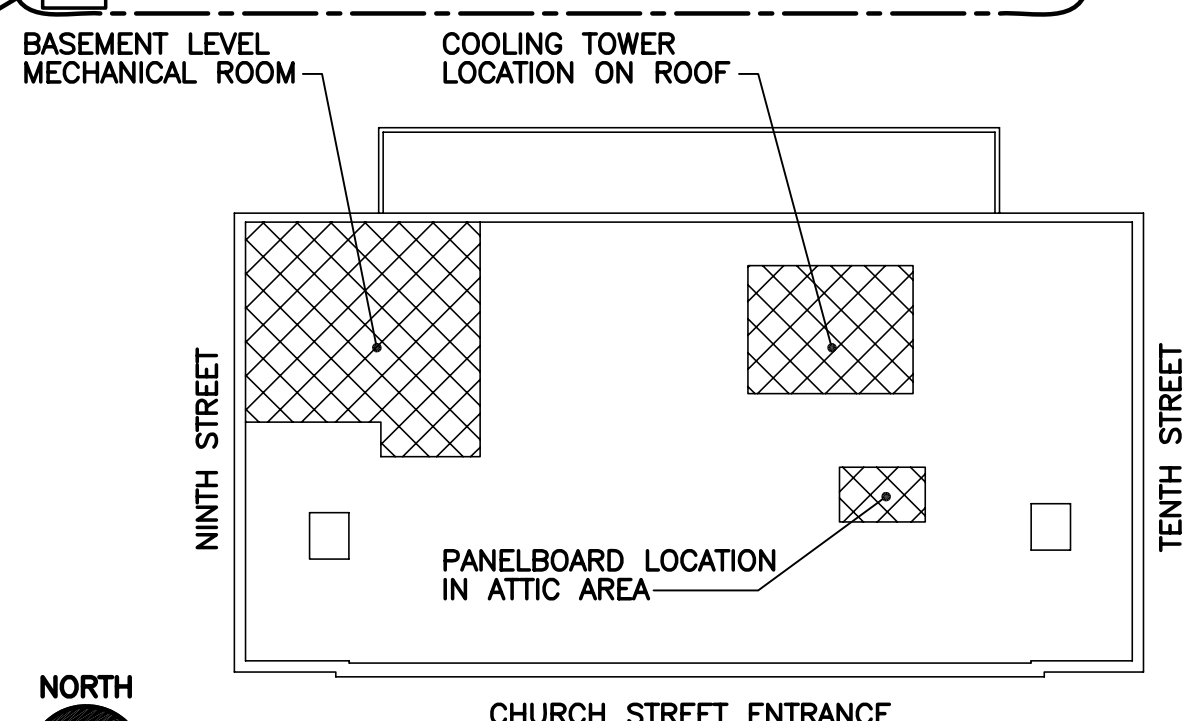 BASEMENT LEVEL
MECHANICAL ROOM
COOLING TOWER
LOCATION ON ROOF
NINTH STREET
TENTH STREET
PANELBOARD LOCATION
IN ATTIC AREA
NORTH
CHURCH STREET ENTRANCE